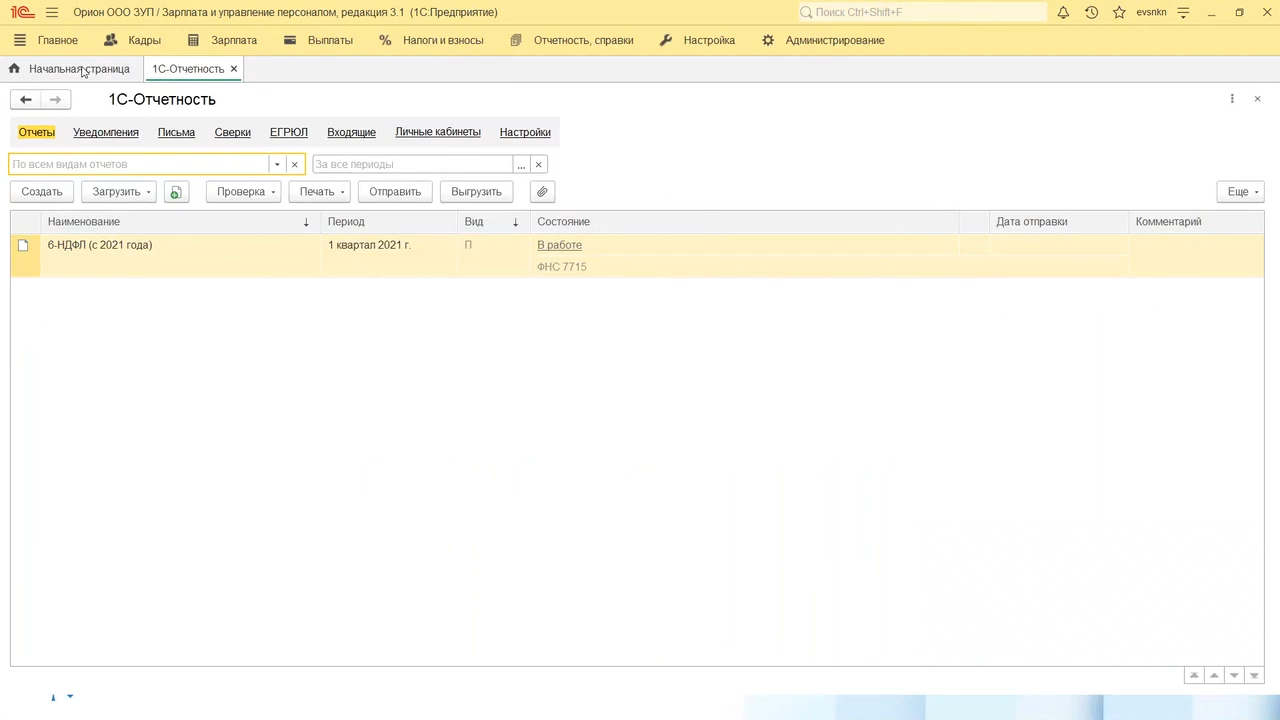 Орион ООО ЗУП / Зарплата и управление персоналом, редакция 3.1 (1С:Предприятие)
Поиск Ctrl+Shift+F
evsnkn
Главное Кадры Зарплата Выплаты Налоги и взносы Отчетность, справки Настройка Администрирование
Начальная страница 1С-Отчетность
1С-Отчетность
Отчеты Уведомления Письма Сверки ЕГРЮЛ Входящие Личные кабинеты Настройки
По всем видам отчетов За все периоды ...
Создать Загрузить Проверка Печать Отправить Выгрузить Еще
Наименование Период Вид Состояние Дата отправки Комментарий
6-НДФЛ (с 2021 года) 1 квартал 2021 г. П В работе
ФНС 7715